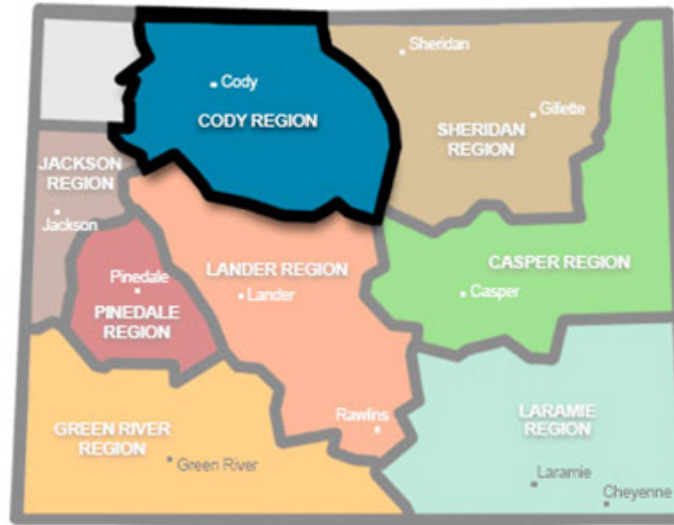 Sheridan
Cody
Gillette
CODY REGION
SHERIDAN
REGION
JACKSON
REGION
Jackson
LANDER REGION
CASPER REGION
Pinedale
Lander
Casper
PINEDALE
REGION
Rawlins
LARAMIE
REGION
GREEN RIVER
REGION
Green River
Laramie
Cheyenne